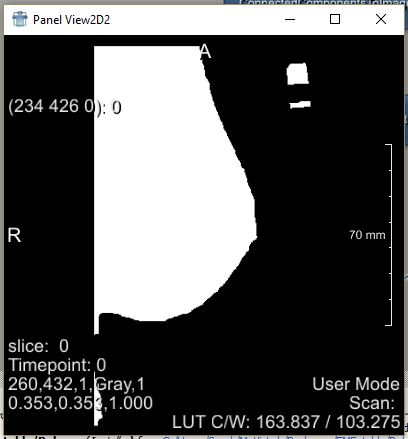 ConnectedComponentsToImag
Panel View2D2
A
(234 426 0): 0
R
70 mm
slice: 0
Timepoint: 0
260,432,1,Gray,1
User Mode
0.353,0.353,1.000
Scan:
LUT C/W: 163.837 / 103.275